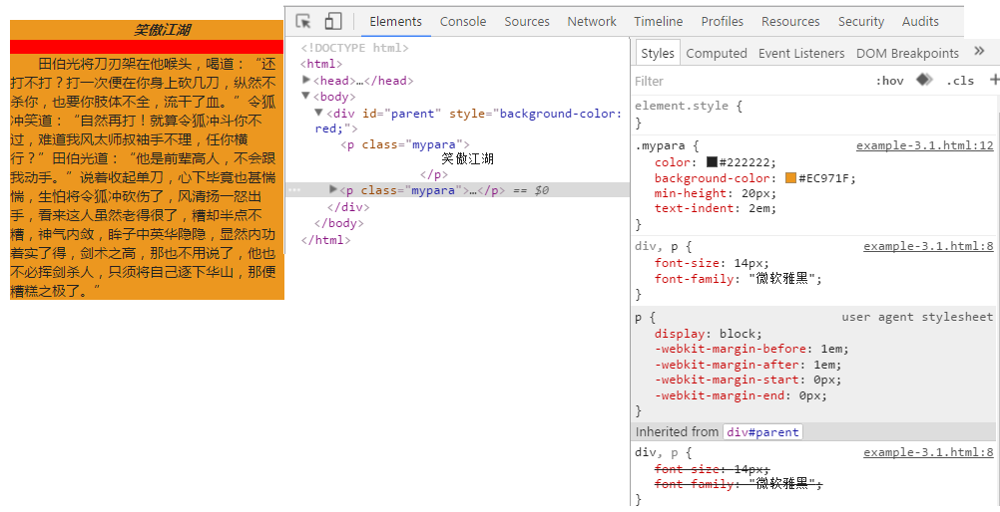 笑傲江湖
田伯光将刀刃架在他喉头，喝道：“还
打不打？打一次便在你身上砍几刀，纵然不
杀你，也要你肢体不全，流干了血。”令狐
冲笑道：“自然再打！就算令狐冲斗你不
过，难道我风太师叔袖手不理，任你横
行？”田伯光道：“他是前辈高人，不会跟
我动手。”说着收起单刀，心下毕竟也甚惴
惴，生怕将令狐冲砍伤了，风清扬一怒出
手，看来这人虽然老得很了，糟却半点不
糟，神气内敛，眸子中英华隐隐，显然内功
着实了得，剑术之高，那也不用说了，他也
不必挥剑杀人，只须将自己逐下华山，那便
糟糕之极了。”
Elements Console Sources Network Timeline Profiles Resources Security Audits
<!DOCTYPE html>
<html>
<head>…</head>
<body>
<div id="parent" style="background-color:
red;">
<p class="mypara">
笑傲江湖
</p>
<p class="mypara">…</p> == $0
</div>
</body>
</html>
Styles Computed Event Listeners DOM Breakpoints »
Filter :hov .cls +
element.style {
}
.mypara { example-3.1.html:12
color: #222222;
background-color: #EC971F;
min-height: 20px;
text-indent: 2em;
}
div, p { example-3.1.html:8
font-size: 14px;
font-family: "微软雅黑";
}
p { user agent stylesheet
display: block;
-webkit-margin-before: 1em;
-webkit-margin-after: 1em;
-webkit-margin-start: 0px;
-webkit-margin-end: 0px;
}
Inherited from div#parent
div, p { example-3.1.html:8
font-size: 14px;
font-family: "微软雅黑";
}